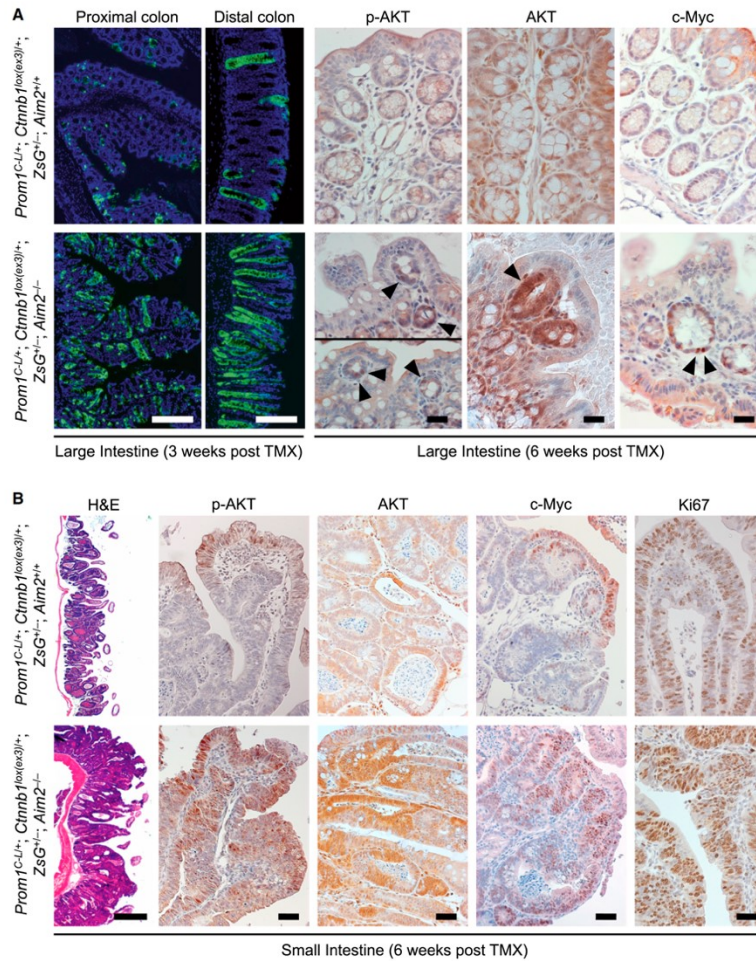 A
Proximal colon Distal colon p-AKT AKT c-Myc
Prom1C-L/+; Ctnnb1lox(ex3)/+;
ZsG+/–; Aim2+/+
Prom1C-L/+; Ctnnb1lox(ex3)/+;
ZsG+/–; Aim2–/–
Large Intestine (3 weeks post TMX) Large Intestine (6 weeks post TMX)
B
H&E p-AKT AKT c-Myc Ki67
Prom1C-L/+; Ctnnb1lox(ex3)/+;
ZsG+/–; Aim2+/+
Prom1C-L/+; Ctnnb1lox(ex3)/+;
ZsG+/–; Aim2–/–
Small Intestine (6 weeks post TMX)